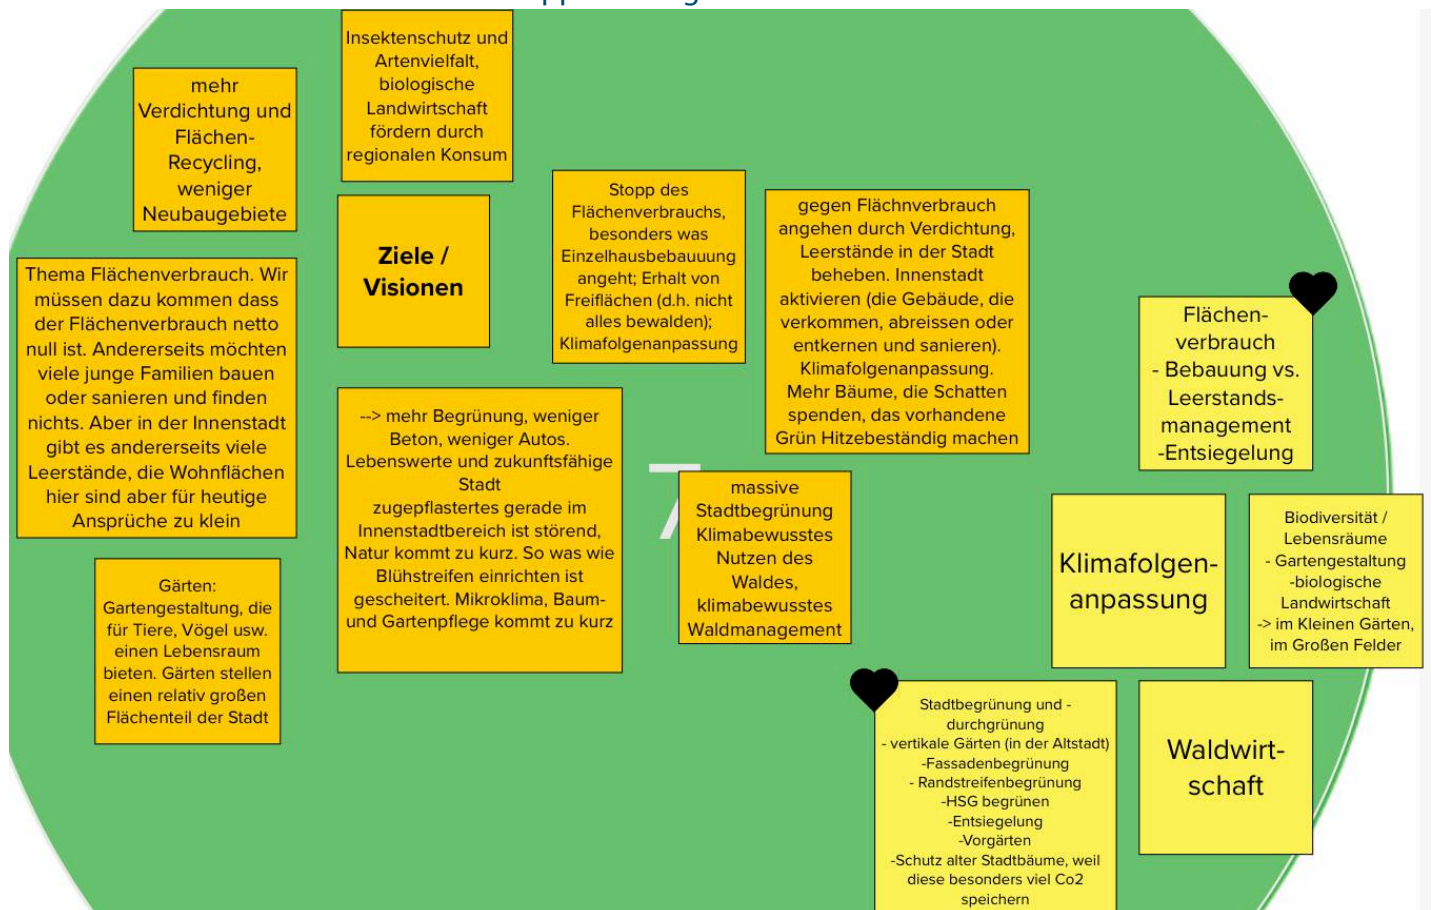 Insektenschutz und
Artenvielfalt,
biologische
Landwirtschaft
fördern durch
regionalen Konsum
mehr
Verdichtung und
Flächen-
Recycling,
weniger
Neubaugebiete
Ziele /
Visionen
Stopp des
Flächenverbrauchs,
besonders was
Einzelhausbebauuung
angeht; Erhalt von
Freiflächen (d.h. nicht
alles bewalden);
Klimafolgenanpassung
gegen Flächnverbrauch
angehen durch Verdichtung,
Leerstände in der Stadt
beheben. Innenstadt
aktivieren (die Gebäude, die
verkommen, abreissen oder
entkernen und sanieren).
Klimafolgenanpassung.
Mehr Bäume, die Schatten
spenden, das vorhandene
Grün Hitzebeständig machen
Thema Flächenverbrauch. Wir
müssen dazu kommen dass
der Flächenverbrauch netto
null ist. Andererseits möchten
viele junge Familien bauen
oder sanieren und finden
nichts. Aber in der Innenstadt
gibt es andererseits viele
Leerstände, die Wohnflächen
hier sind aber für heutige
Ansprüche zu klein
--> mehr Begrünung, weniger
Beton, weniger Autos.
Lebenswerte und zukunftsfähige
Stadt
zugepflastertes gerade im
Innenstadtbereich ist störend,
Natur kommt zu kurz. So was wie
Blühstreifen einrichten ist
gescheitert. Mikroklima, Baum-
und Gartenpflege kommt zu kurz
7
massive
Stadtbegrünung
Klimabewusstes
Nutzen des
Waldes,
klimabewusstes
Waldmanagement
Gärten:
Gartengestaltung, die
für Tiere, Vögel usw.
einen Lebensraum
bieten. Gärten stellen
einen relativ großen
Flächenteil der Stadt
Flächen-
verbrauch
- Bebauung vs.
Leerstands-
management
-Entsiegelung
Klimafolgen-
anpassung
Biodiversität /
Lebensräume
- Gartengestaltung
-biologische
Landwirtschaft
-> im Kleinen Gärten,
im Großen Felder
Stadtbegrünung und -
durchgrünung
- vertikale Gärten (in der Altstadt)
-Fassadenbegrünung
- Randstreifenbegrünung
-HSG begrünen
-Entsiegelung
-Vorgärten
-Schutz alter Stadtbäume, weil
diese besonders viel Co2
speichern
Waldwirt-
schaft